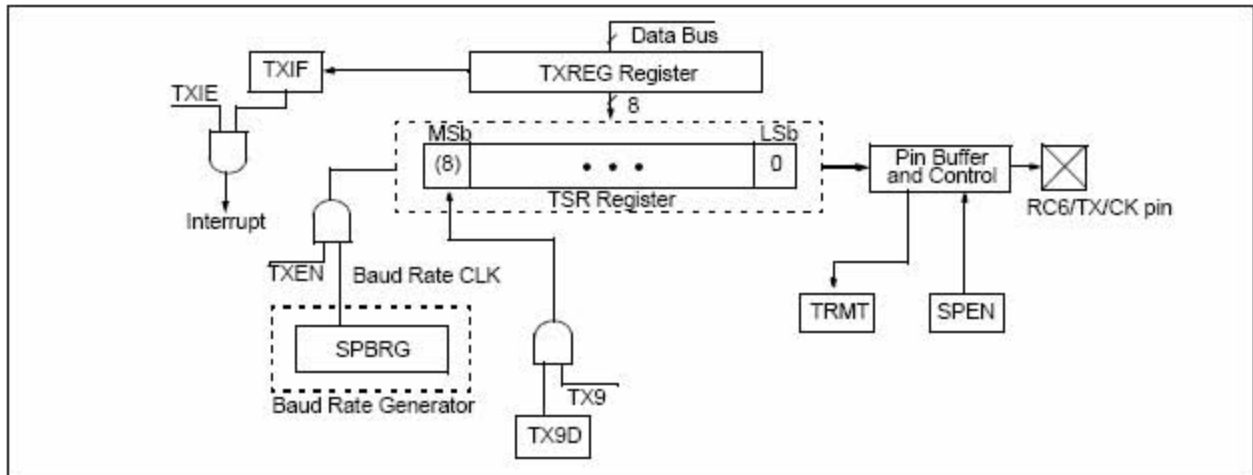 Data Bus
TXIF
TXREG Register
TXIE
8
MSb
LSb
(8)
• • •
0
Pin Buffer
and Control
TSR Register
Interrupt
RC6/TX/CK pin
TXEN
Baud Rate CLK
TRMT
SPEN
SPBRG
TX9
Baud Rate Generator
TX9D